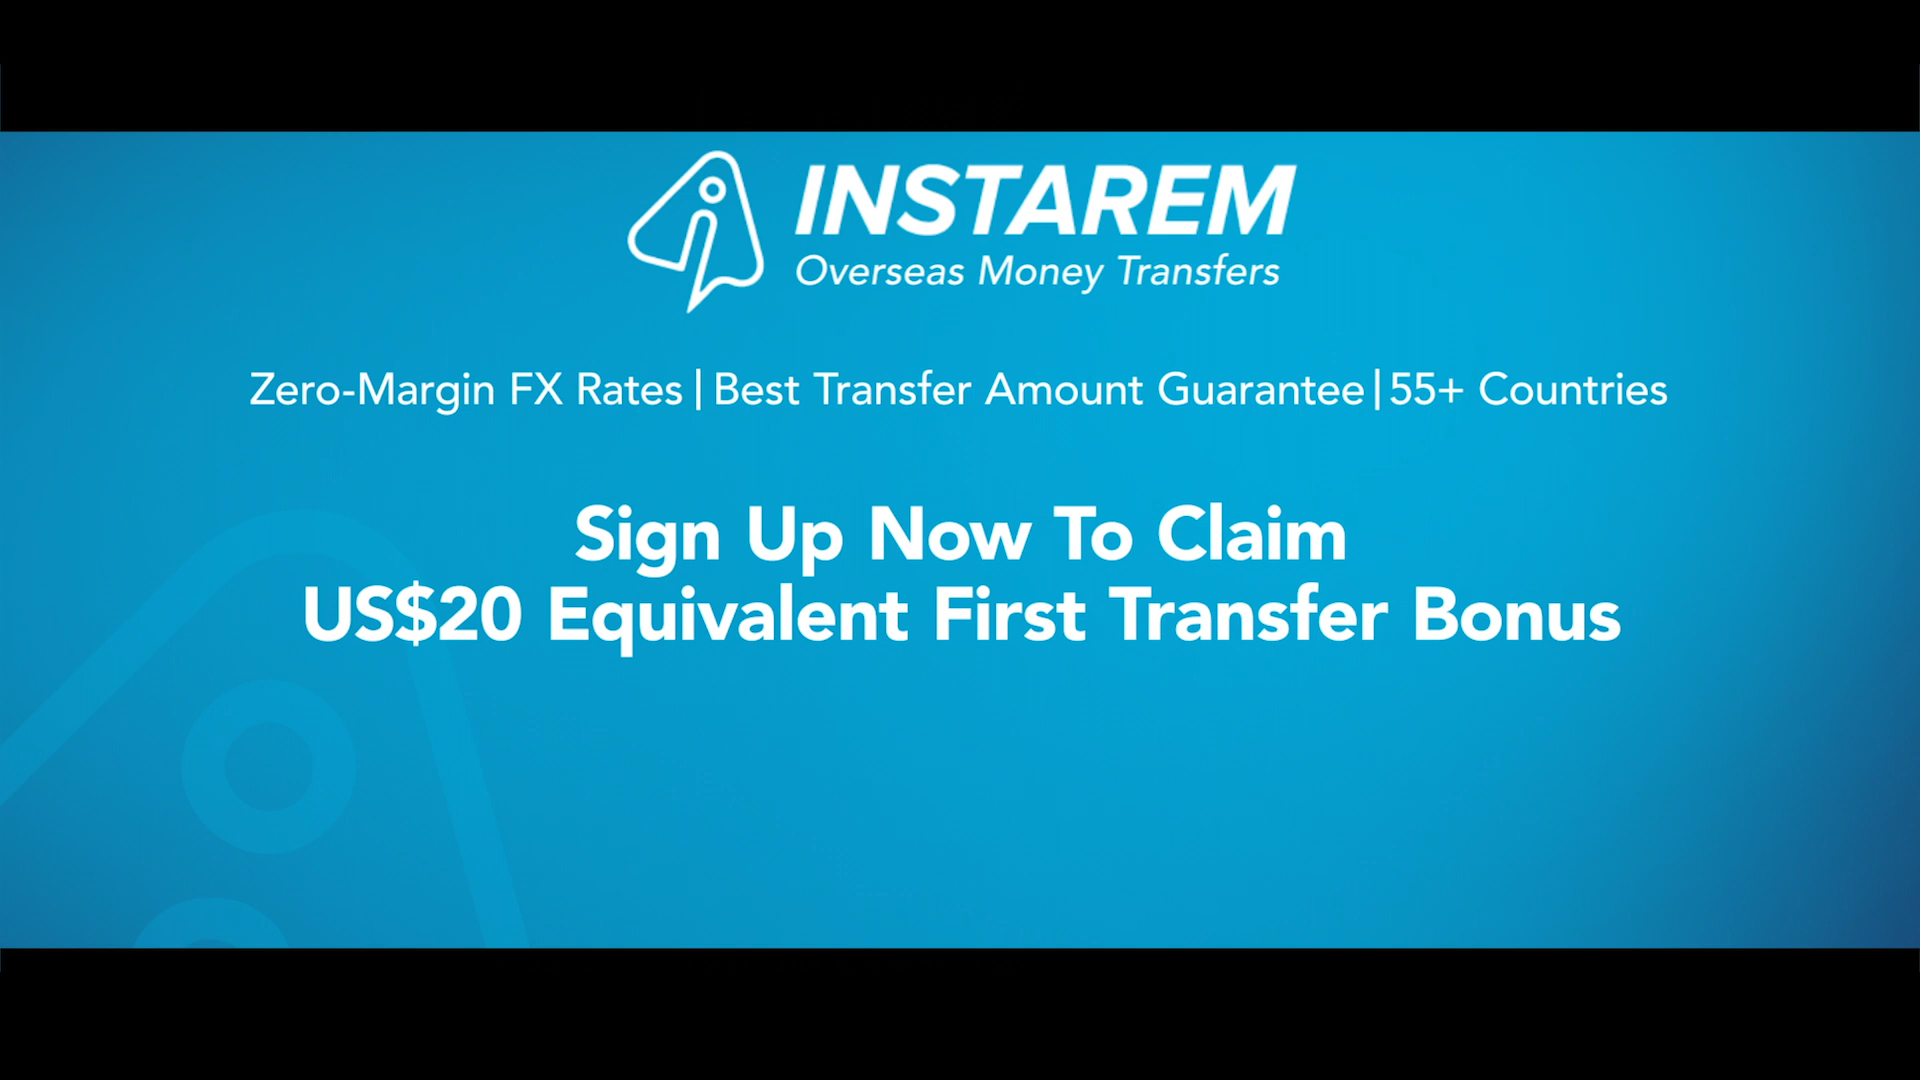 INSTAREM
Overseas Money Transfers
Zero-Margin FX Rates | Best Transfer Amount Guarantee | 55+ Countries
Sign Up Now To Claim
US$20 Equivalent First Transfer Bonus